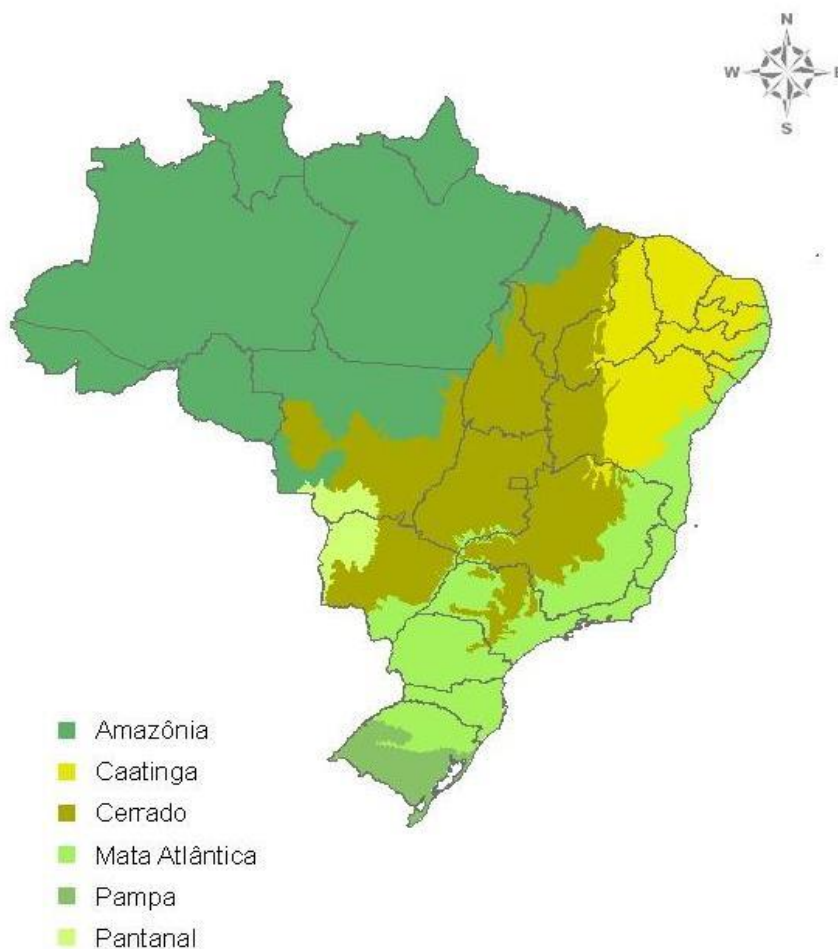 N
W E
S
Amazônia
Caatinga
Cerrado
Mata Atlântica
Pampa
Pantanal